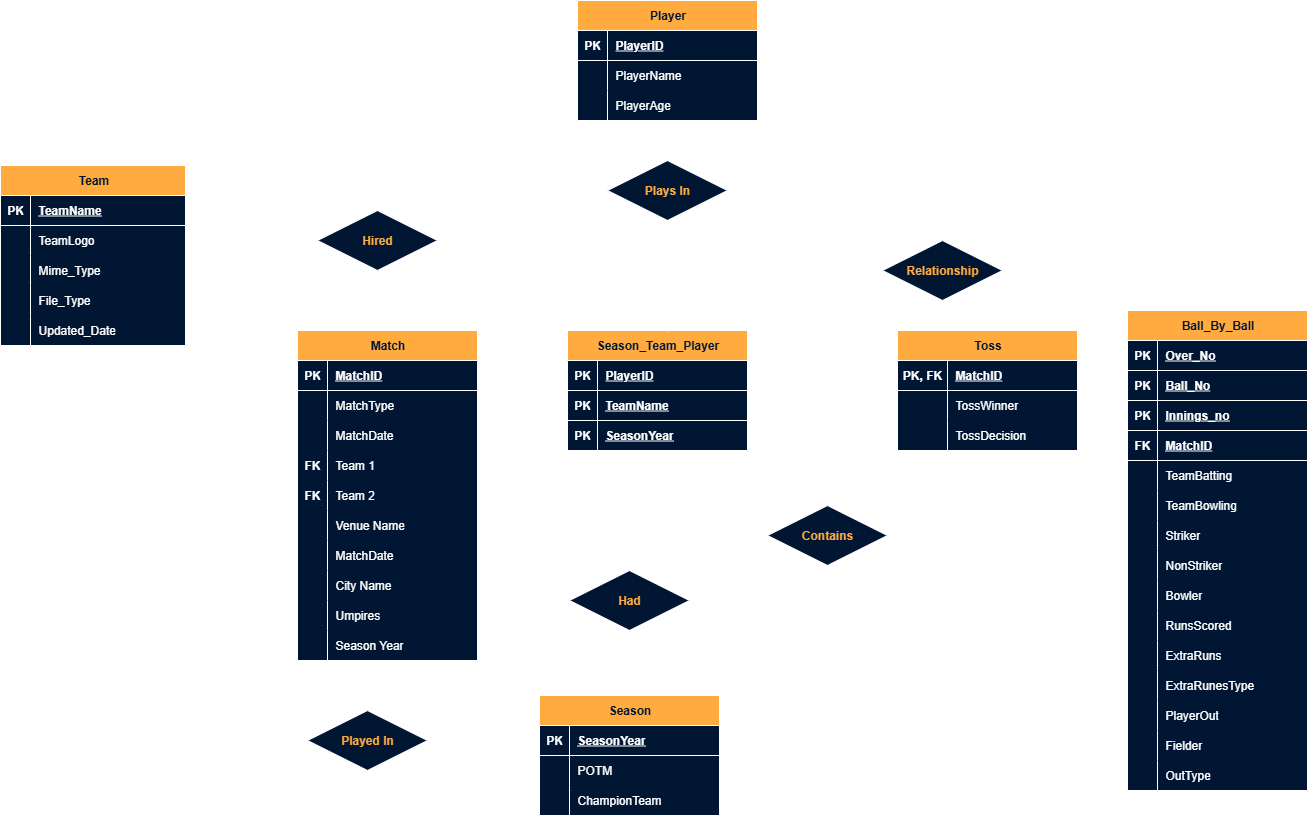 Player
PK PlayerID
PlayerName
PlayerAge
Plays In
Team
PK TeamName
TeamLogo
Mime_Type
File_Type
Updated_Date
Hired
Relationship
Match
PK MatchID
MatchType
MatchDate
FK Team 1
FK Team 2
Venue Name
MatchDate
City Name
Umpires
Season Year
Season_Team_Player
PK PlayerID
PK TeamName
PK SeasonYear
Toss
PK, FK MatchID
TossWinner
TossDecision
Ball_By_Ball
PK Over_No
PK Ball_No
PK Innings_no
FK MatchID
TeamBatting
TeamBowling
Striker
NonStriker
Bowler
RunsScored
ExtraRuns
ExtraRunesType
PlayerOut
Fielder
OutType
Contains
Had
Played In
Season
PK SeasonYear
POTM
ChampionTeam